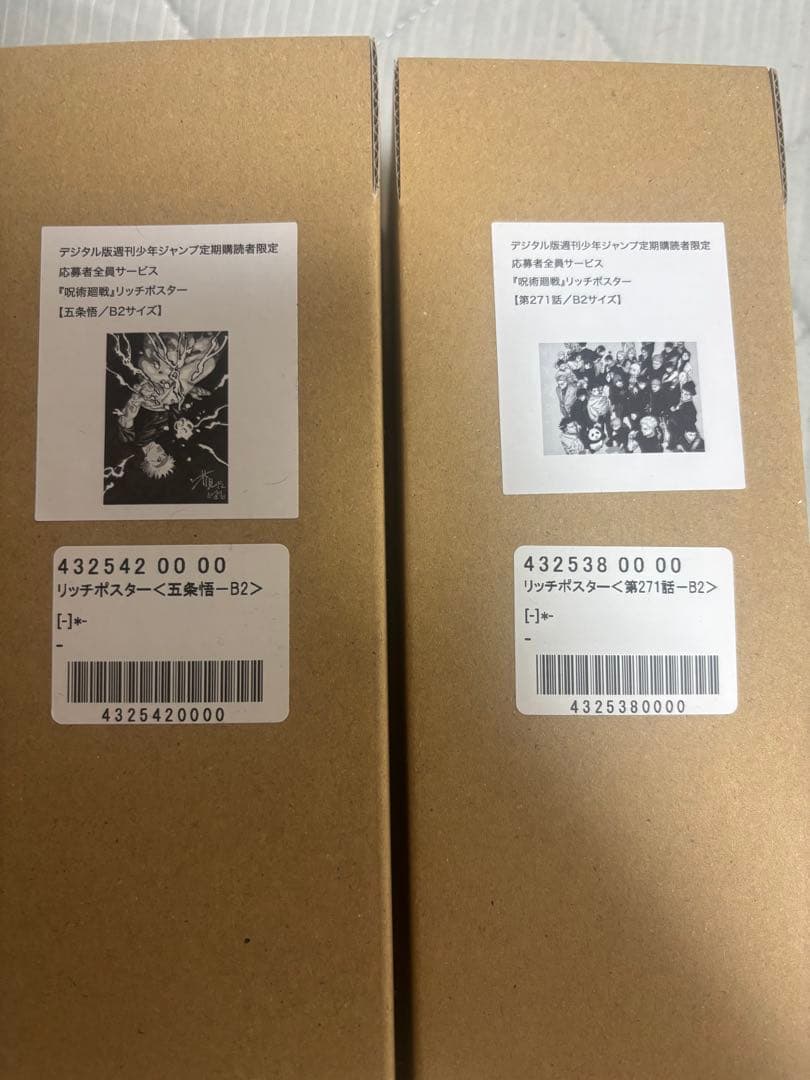 デジタル版週刊少年ジャンプ定期購読者限定
応募者全員サービス
『呪術廻戦』リッチポスター
【五条悟／B2サイズ】
432542 00 00
リッチポスター<五条悟－B2>
[-]*-
-
4325420000
デジタル版週刊少年ジャンプ定期購読者限定
応募者全員サービス
『呪術廻戦』リッチポスター
【第271話／B2サイズ】
432538 00 00
リッチポスター<第271話－B2>
[-]*-
-
4325380000